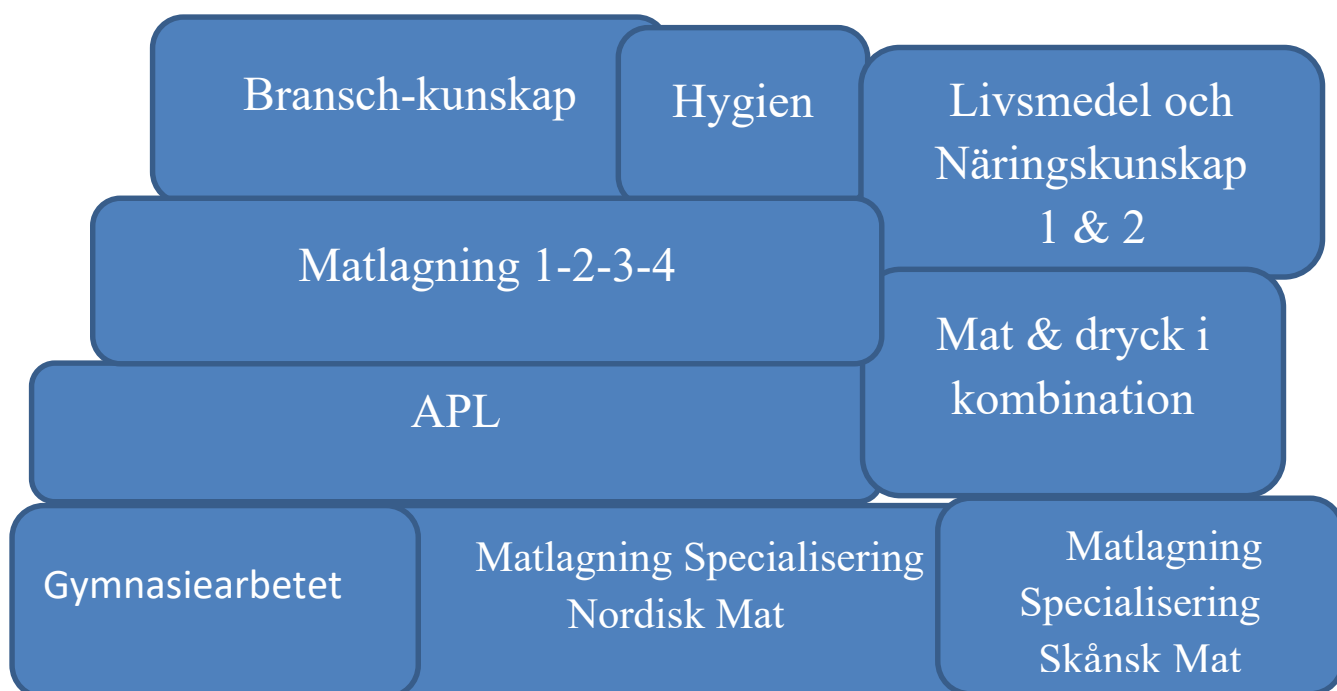 Bransch-kunskap
Hygien
Livsmedel och
Näringskunskap
1 & 2
Matlagning 1-2-3-4
Mat & dryck i
kombination
APL
Gymnasiearbetet
Matlagning Specialisering
Nordisk Mat
Matlagning
Specialisering
Skånsk Mat